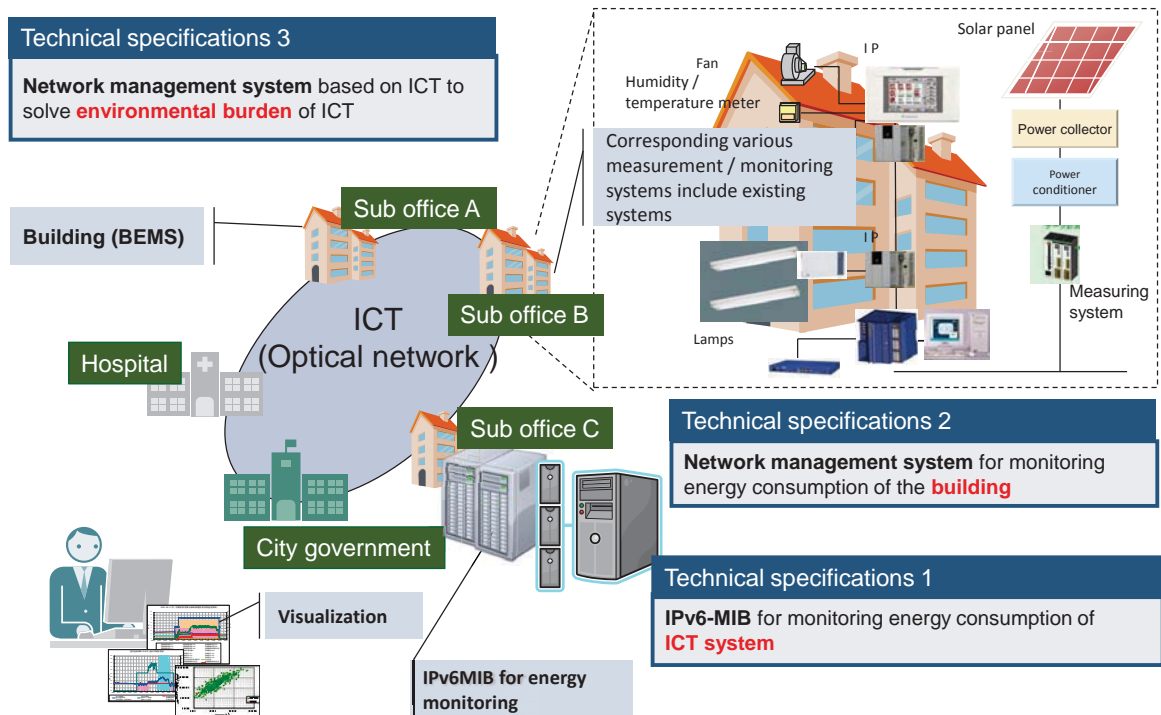 Technical specifications 3
Network management system based on ICT to
solve environmental burden of ICT
Building (BEMS)
Sub office A
Sub office B
ICT
(Optical network )
Hospital
Sub office C
City government
Visualization
IPv6MIB for energy
monitoring
Fan
Humidity /
temperature meter
I P
Solar panel
Power collector
Power
conditioner
Corresponding various
measurement / monitoring
systems include existing
systems
I P
Measuring
system
Lamps
Technical specifications 2
Network management system for monitoring
energy consumption of the building
Technical specifications 1
IPv6-MIB for monitoring energy consumption of
ICT system